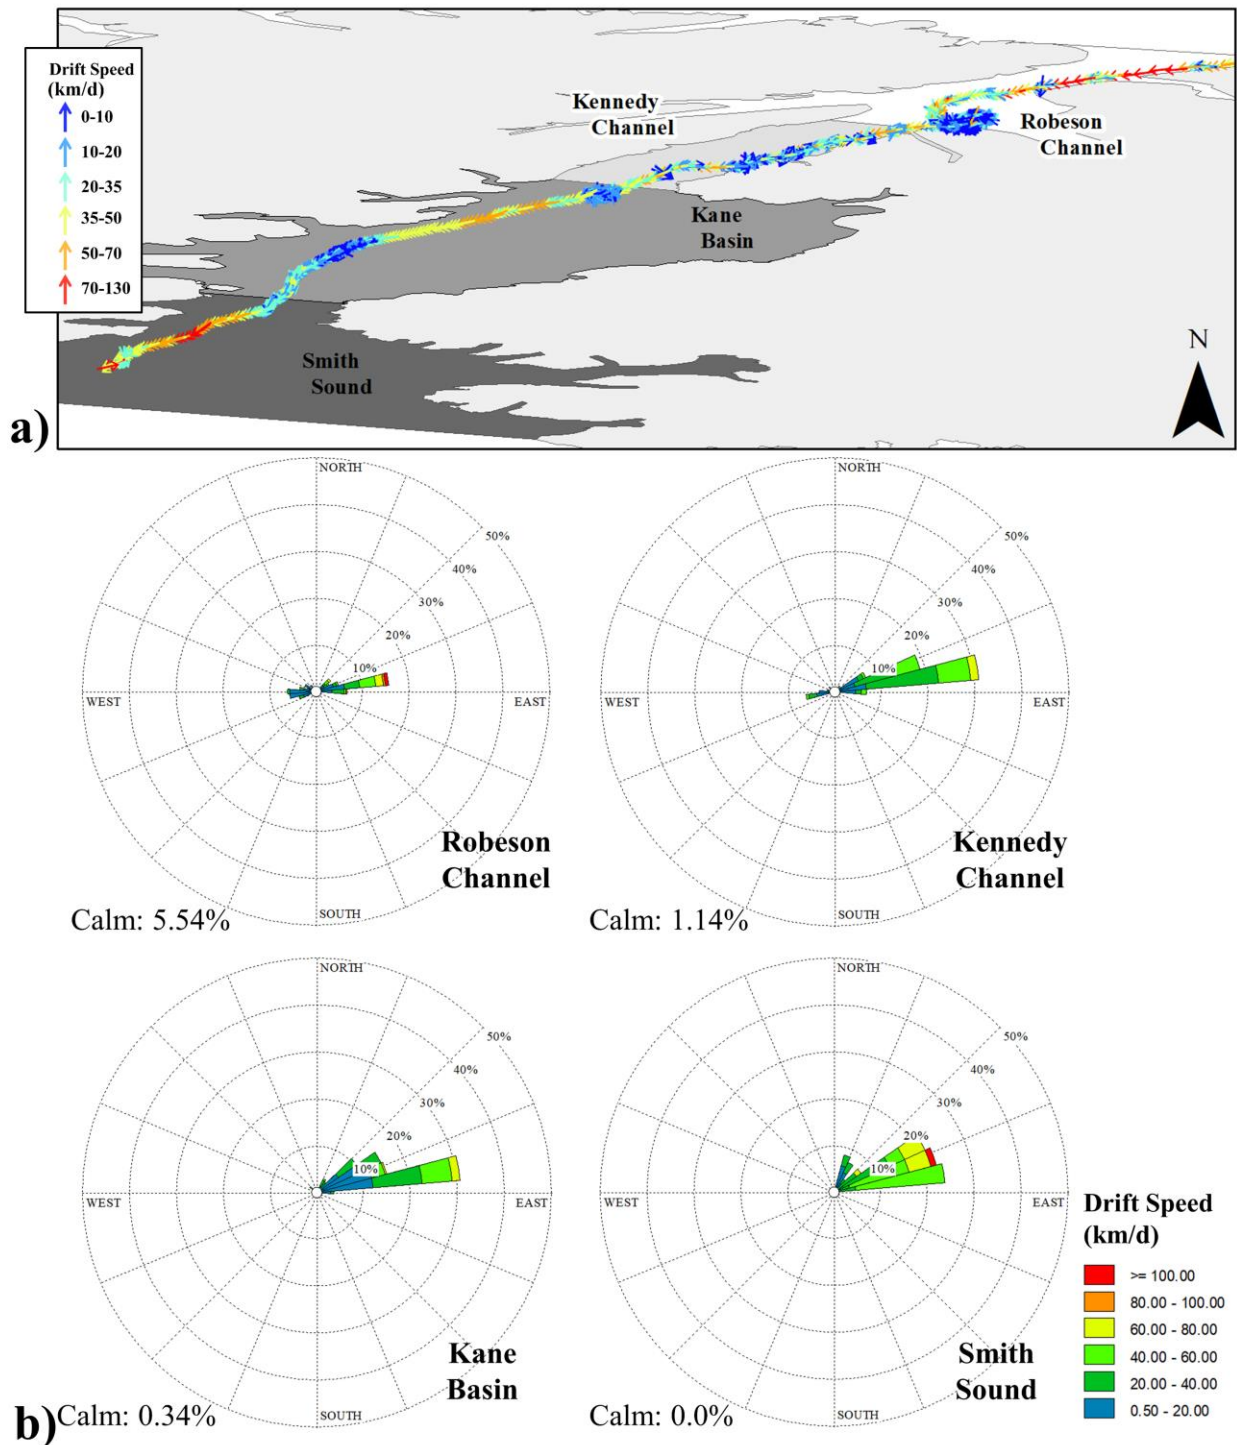 Drift Speed
(km/d)
0-10
10-20
20-35
35-50
50-70
70-130
Kennedy
Channel
Robeson
Channel
Kane
Basin
Smith
Sound
N
a)
NORTH
50%
40%
30%
20%
10%
WEST
EAST
SOUTH
Robeson
Channel
Calm: 5.54%
NORTH
50%
40%
30%
20%
10%
WEST
EAST
SOUTH
Kennedy
Channel
Calm: 1.14%
NORTH
50%
40%
30%
20%
10%
WEST
EAST
SOUTH
Kane
Basin
b)
Calm: 0.34%
NORTH
50%
40%
30%
20%
10%
WEST
EAST
SOUTH
Smith
Sound
Calm: 0.0%
Drift Speed
(km/d)
>= 100.00
80.00 - 100.00
60.00 - 80.00
40.00 - 60.00
20.00 - 40.00
0.50 - 20.00